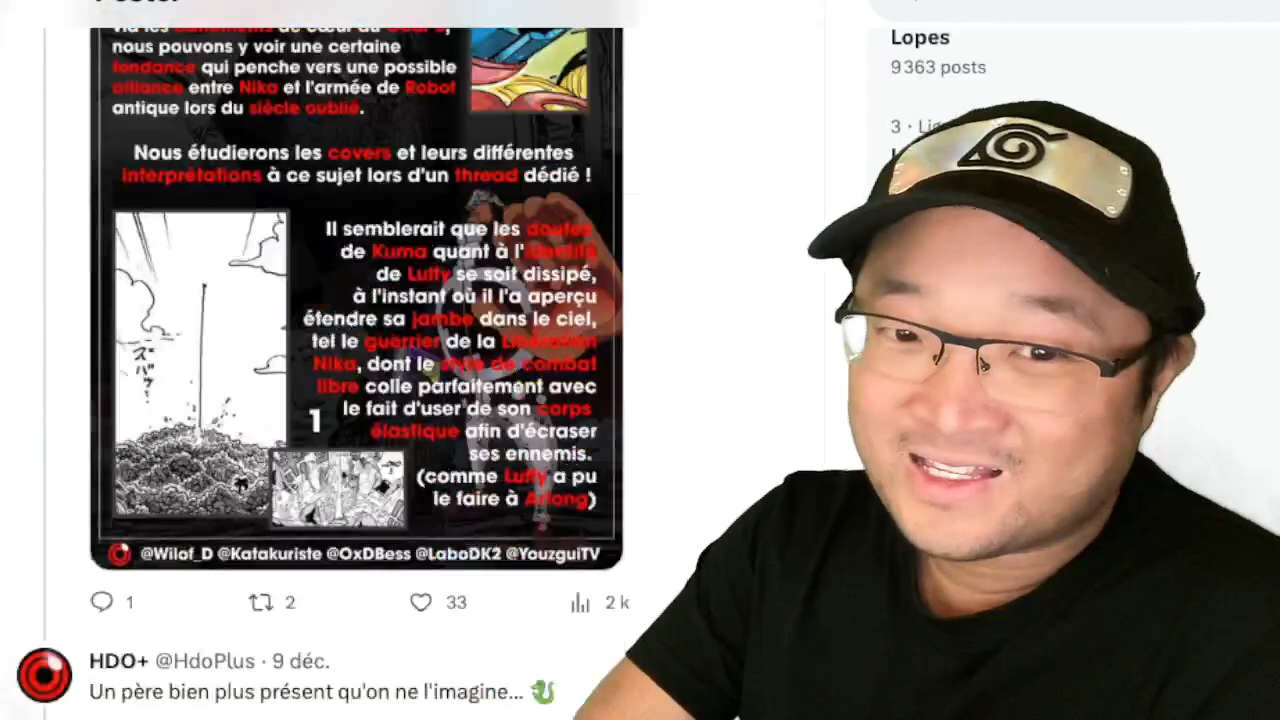 Lopes
9 363 posts
3 · Li
nous pouvons y voir une certaine
tendance qui penche vers une possible
alliance entre Nika et l'armée de Robot
antique lors du siècle oublié.
Nous étudierons les covers et leurs différentes
interprétations à ce sujet lors d'un thread dédié !
Il semblerait que les doutes
de Kuma quant à l'identité
de Luffy se soit dissipé,
à l'instant où il l'a aperçu
étendre sa jambe dans le ciel,
tel le guerrier de la Libération
Nika, dont le style de combat
libre colle parfaitement avec
le fait d'user de son corps
élastique afin d'écraser
ses ennemis.
(comme Luffy a pu
le faire à Arlong)
1
@Wilof_D @Katakuriste @OxDBess @LaboDK2 @YouzguiTV
1 2 33 2 k
HDO+ @HdoPlus · 9 déc.
Un père bien plus présent qu'on ne l'imagine...